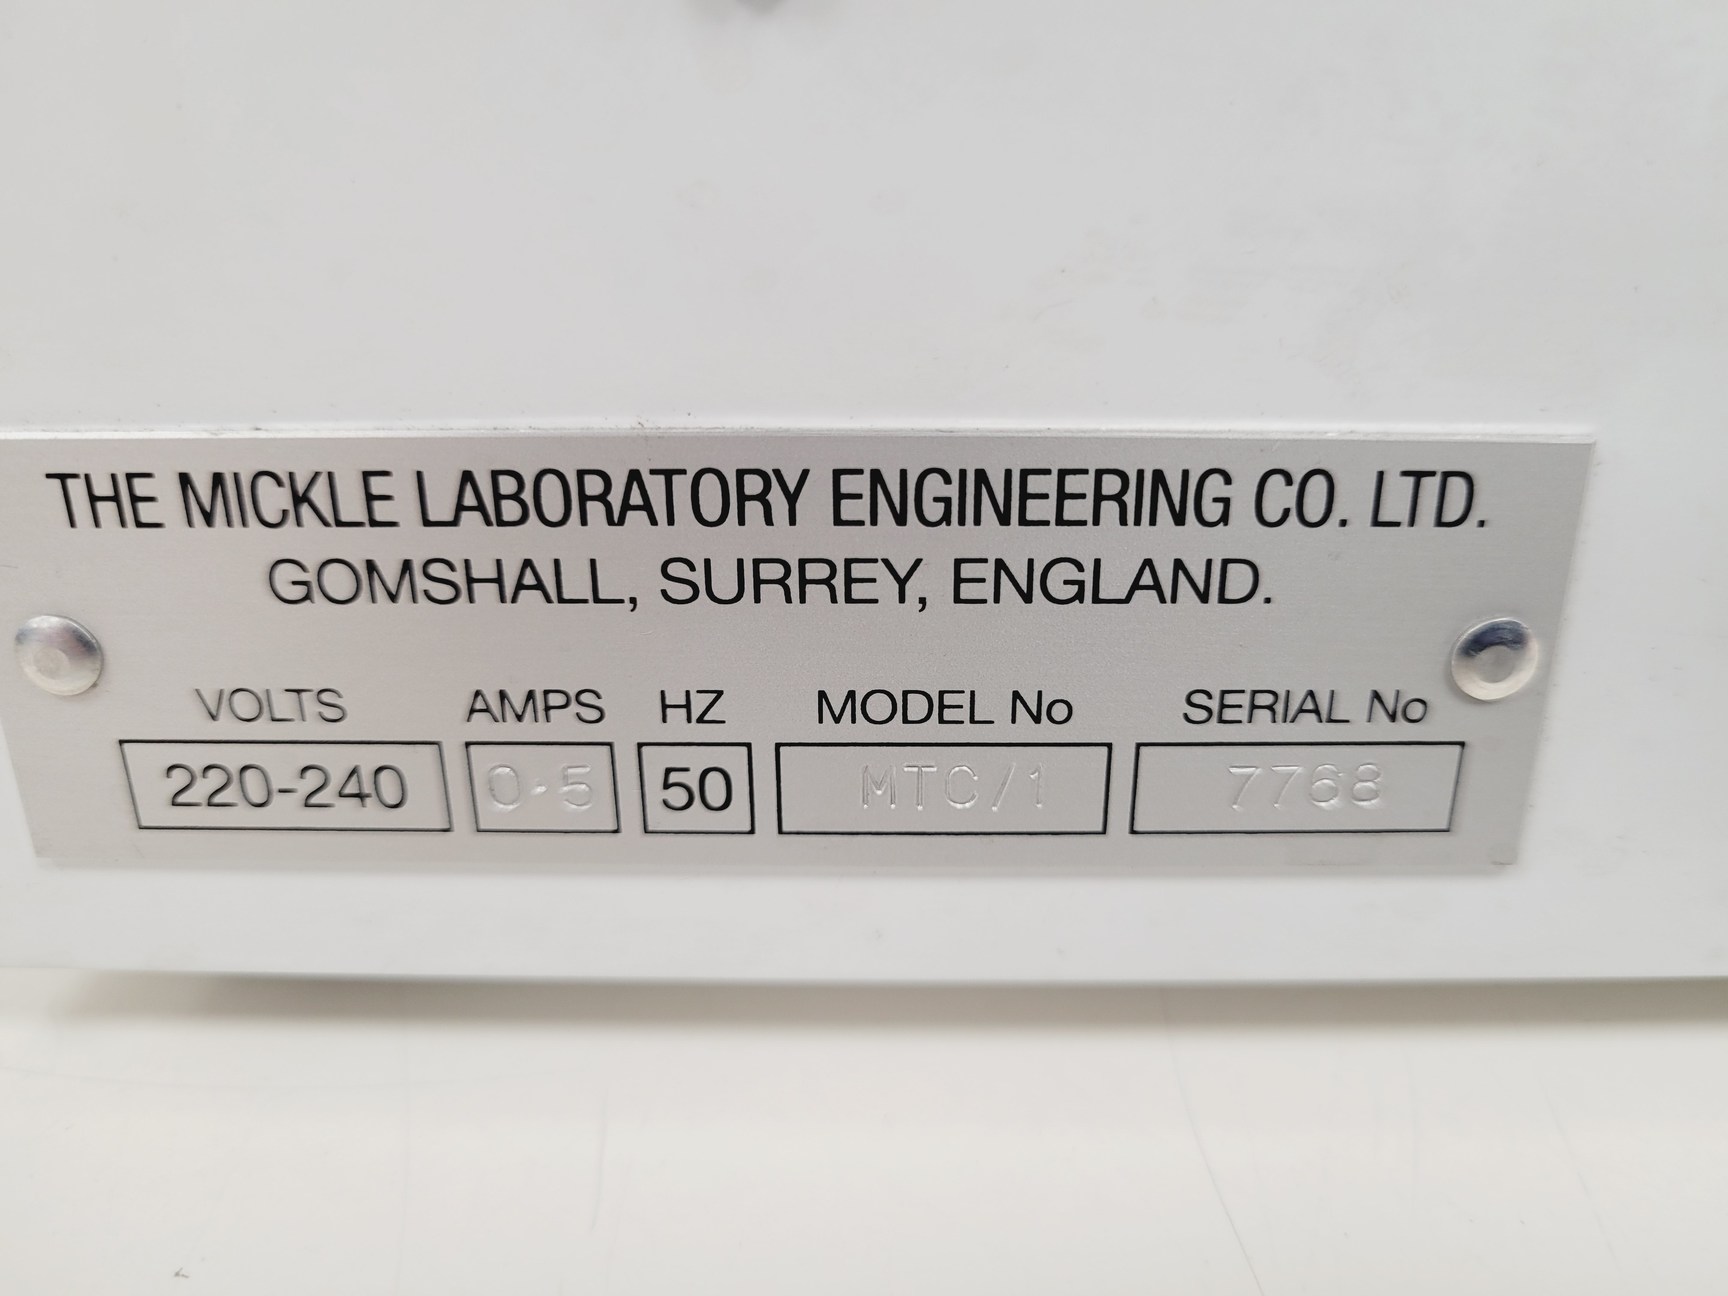 THE MICKLE LABORATORY ENGINEERING CO. LTD.
GOMSHALL, SURREY, ENGLAND.
VOLTS AMPS HZ MODEL No SERIAL No
220-240 0·5 50 MTC/1 7768